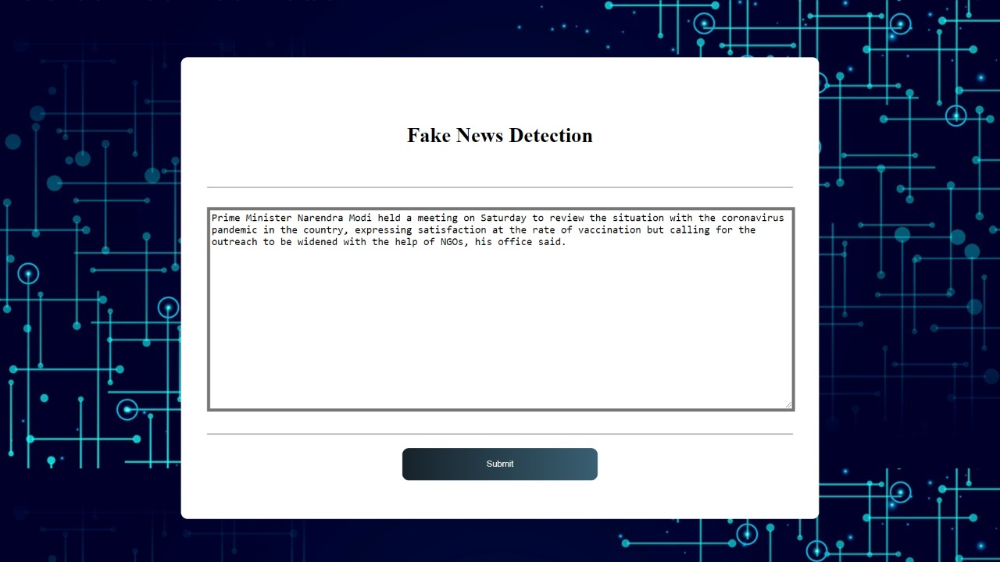 Fake News Detection
Prime Minister Narendra Modi held a meeting on Saturday to review the situation with the coronavirus
pandemic in the country, expressing satisfaction at the rate of vaccination but calling for the
outreach to be widened with the help of NGOs, his office said.
Submit